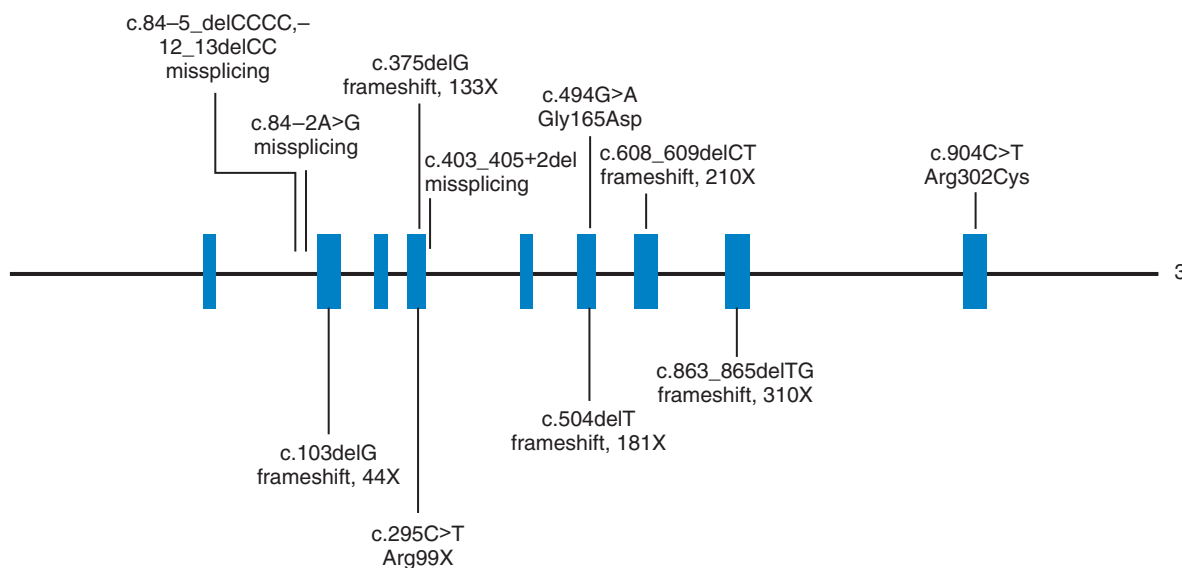 c.84–5_delCCCC,–
12_13delCC
missplicing
c.84–2A>G
missplicing
c.375delG
frameshift, 133X
c.403_405+2del
missplicing
c.494G>A
Gly165Asp
c.608_609delCT
frameshift, 210X
c.904C>T
Arg302Cys
3
c.103delG
frameshift, 44X
c.295C>T
Arg99X
c.504delT
frameshift, 181X
c.863_865delTG
frameshift, 310X